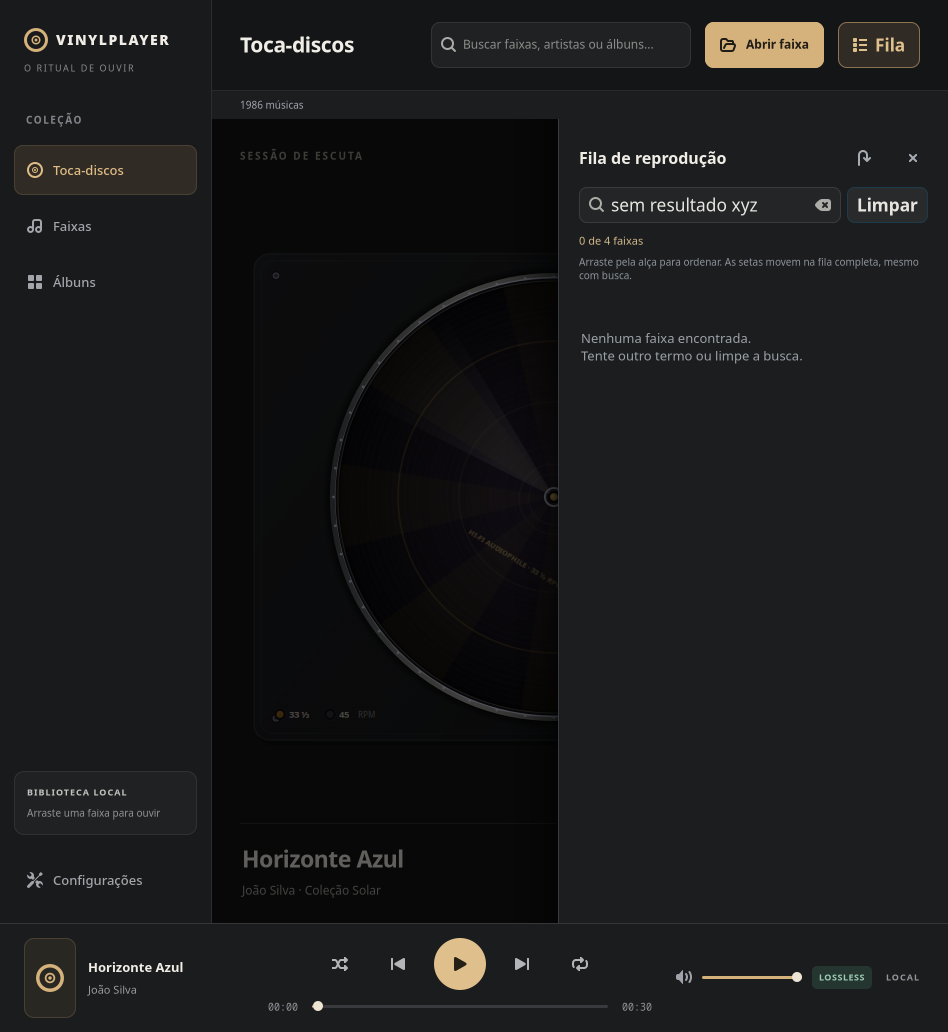 VINYLPLAYER
O RITUAL DE OUVIR
COLEÇÃO
Toca-discos
Faixas
Álbuns
BIBLIOTECA LOCAL
Arraste uma faixa para ouvir
Configurações
Toca-discos
Buscar faixas, artistas ou álbuns...
Abrir faixa
Fila
1986 músicas
SESSÃO DE ESCUTA
33 ⅓
45
RPM
Horizonte Azul
João Silva · Coleção Solar
Fila de reprodução
sem resultado xyz
Limpar
0 de 4 faixas
Arraste pela alça para ordenar. As setas movem na fila completa, mesmo
com busca.
Nenhuma faixa encontrada.
Tente outro termo ou limpe a busca.
Horizonte Azul
João Silva
00:00
00:30
LOSSLESS
LOCAL